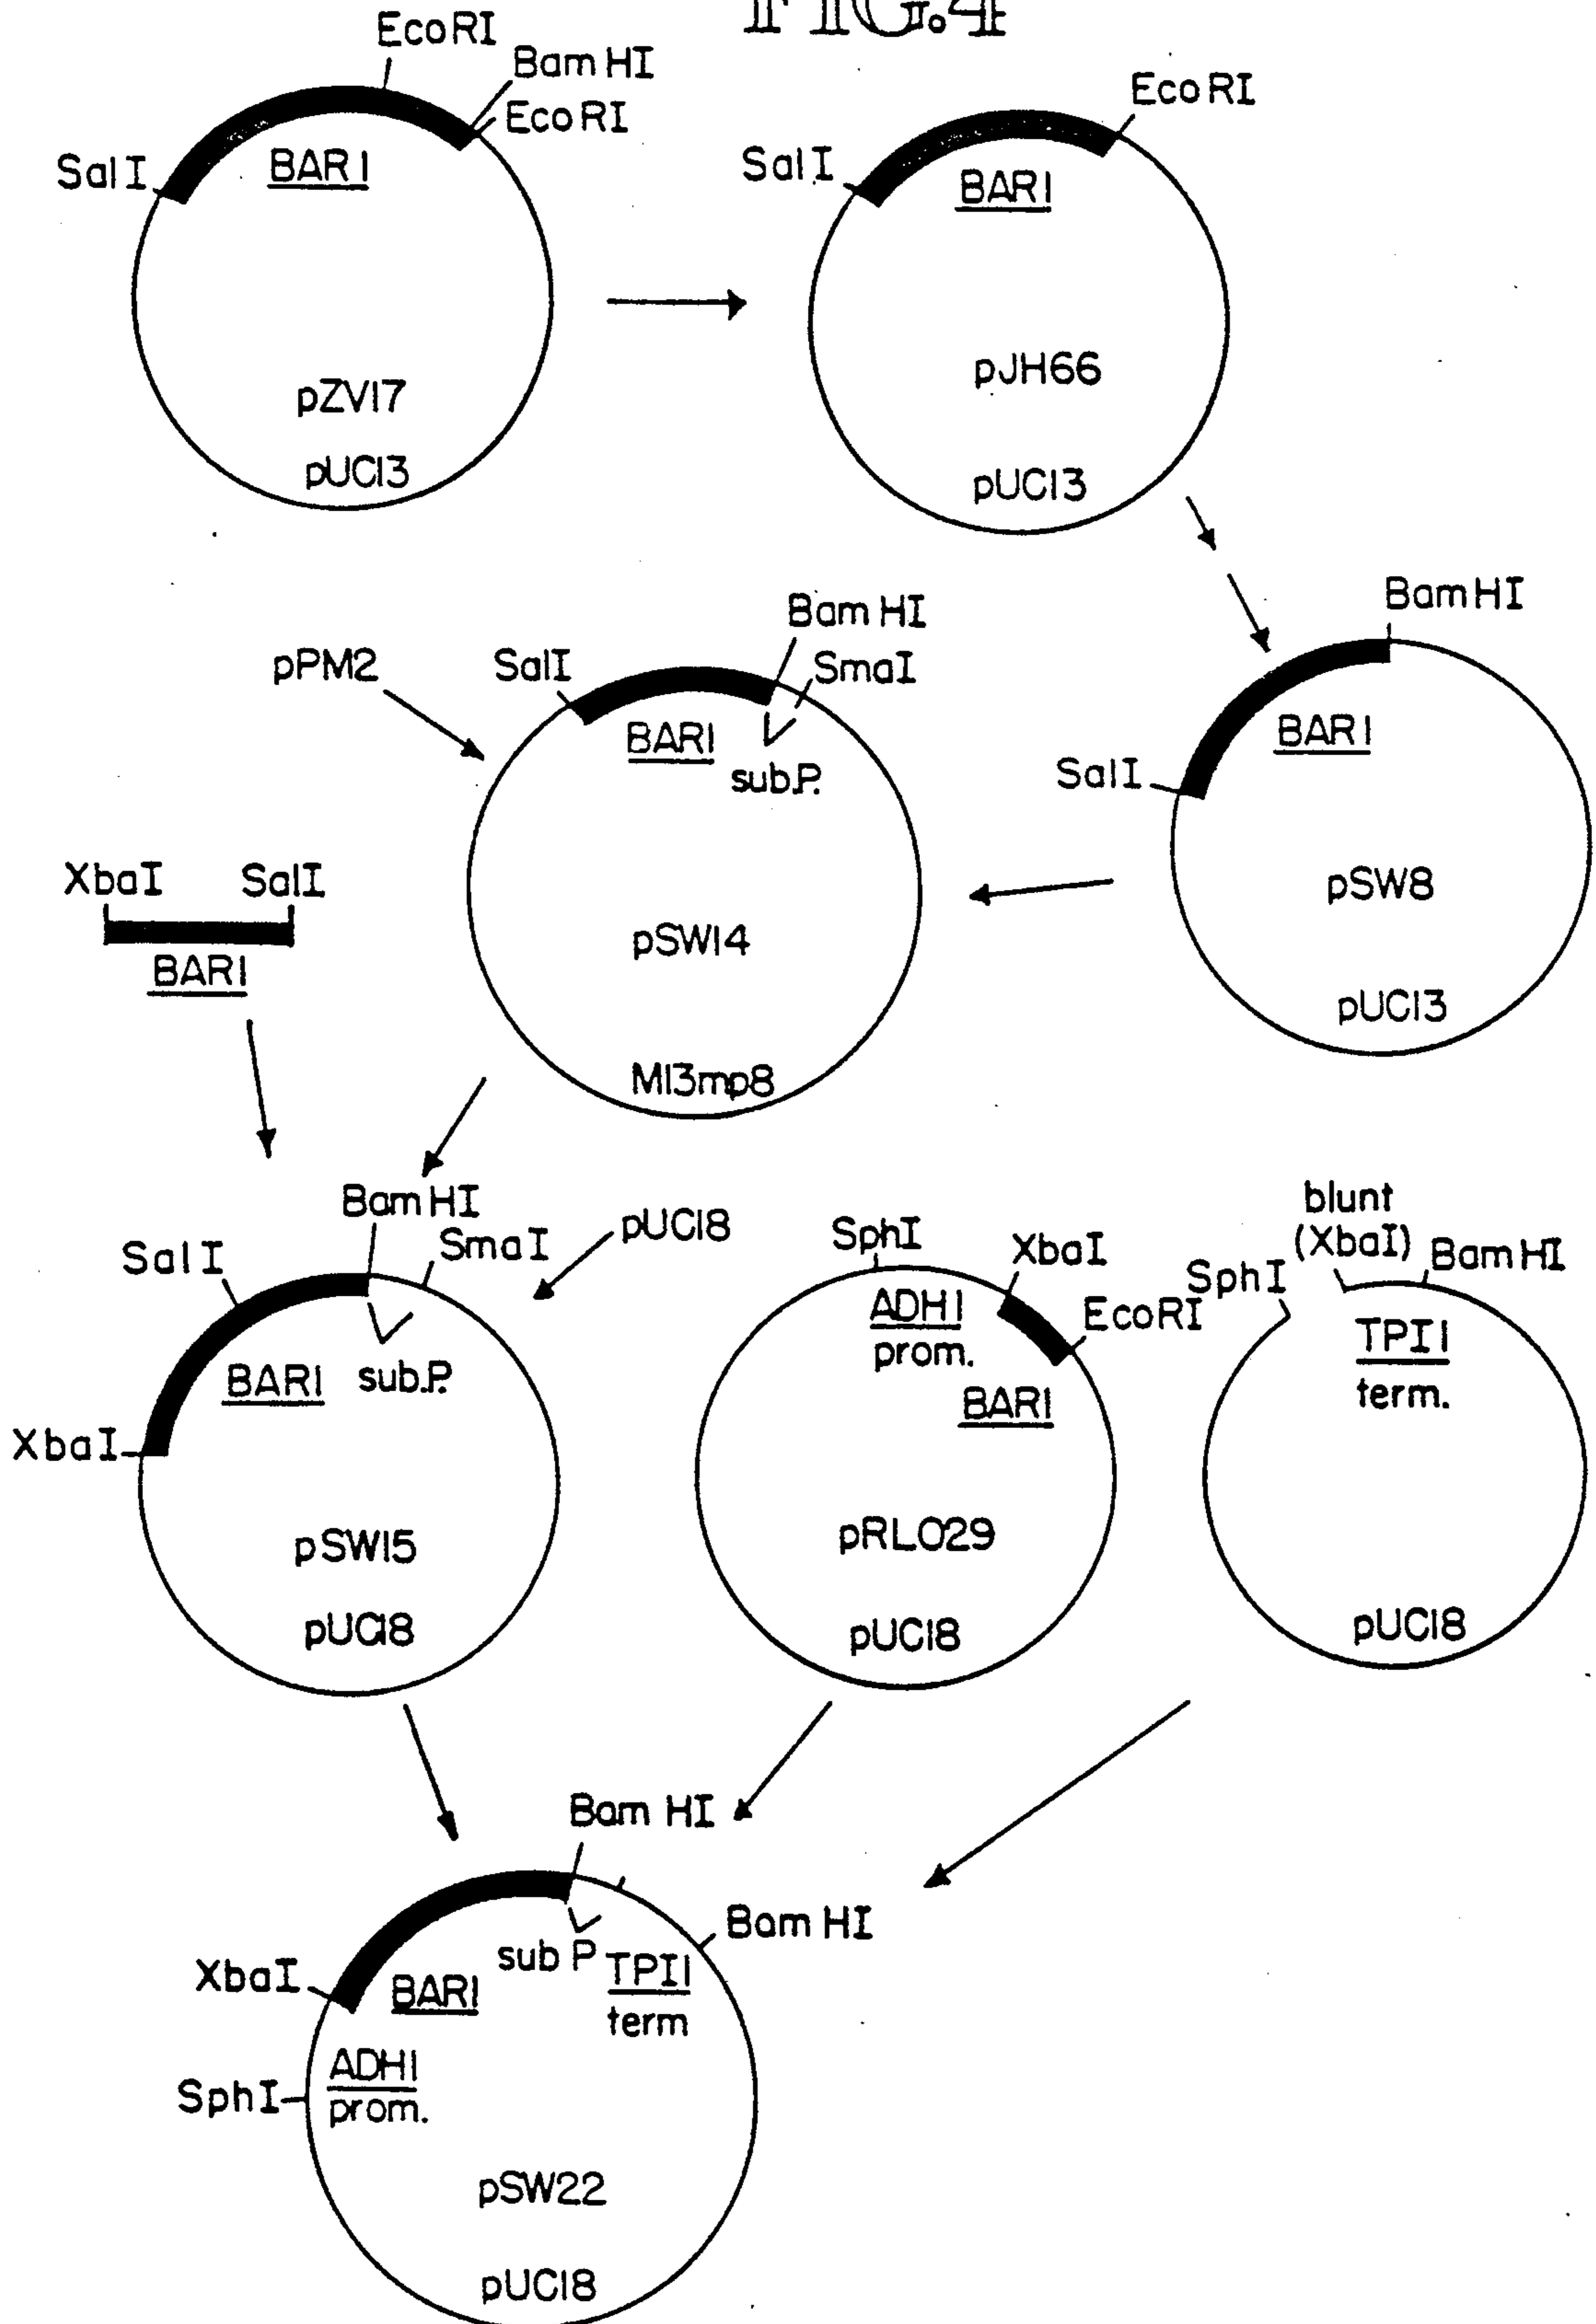 FIG.4
EcoRI
BamHI
EcoRI
SalI
BAR1
pZV17
pUC13
EcoRI
SalI
BAR1
pJH66
pUC13
BamHI
SalI
BAR1
pSW8
pUC13
pPM2
SalI
BamHI
SmaI
BAR1
sub.P.
pSW14
M13mp8
XbaI
SalI
BAR1
BamHI
SmaI
pUC18
SalI
BAR1
sub.P.
XbaI
pSW15
pUC18
SphI
XbaI
ADH1
prom.
EcoRI
BAR1
pRLO29
pUC18
blunt
(XbaI)
BamHI
SphI
TPI1
term.
pUC18
BamHI
BamHI
sub P
TPI1
term
XbaI
BAR1
ADH1
prom.
SphI
pSW22
pUC18